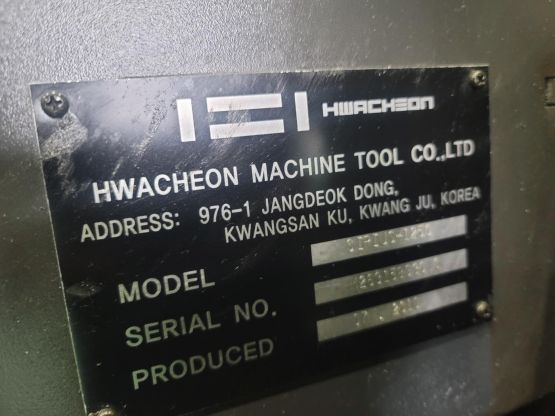 HWACHEON
HWACHEON MACHINE TOOL CO.,LTD
ADDRESS: 976-1 JANGDEOK DONG,
KWANGSAN KU, KWANG JU, KOREA
MODEL
SERIAL NO.
PRODUCED